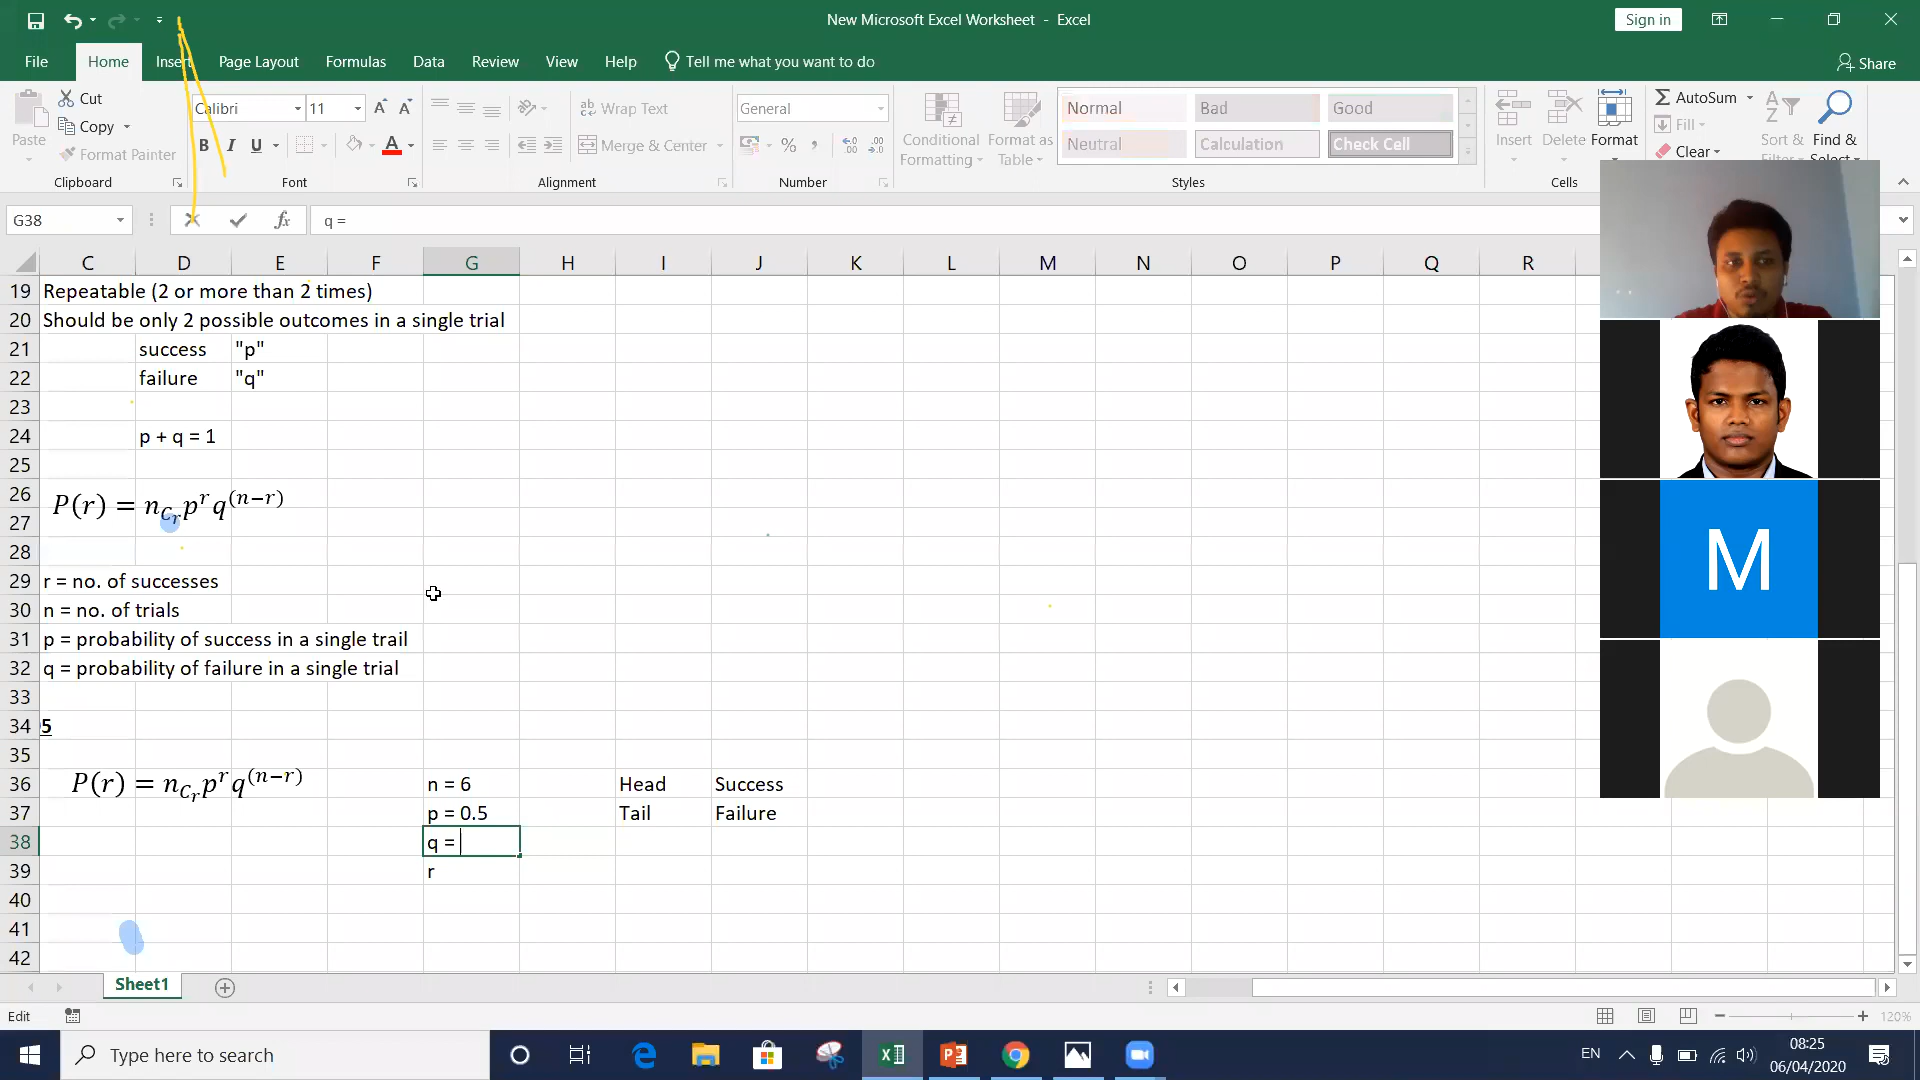 New Microsoft Excel Worksheet - Excel
Sign in
File Home Insert Page Layout Formulas Data Review View Help Tell me what you want to do
Share
Paste
Cut
Copy
Format Painter
Clipboard
Calibri 11
B I U
Font
Wrap Text
Merge & Center
Alignment
General
%
Number
Conditional Formatting
Format as Table
Normal Bad Good
Neutral Calculation Check Cell
Styles
Insert Delete Format
Cells
AutoSum
Fill
Clear
Sort &
Find &
Select
G38
fx
q =
C D E F G H I J K L M N O P Q R
19 Repeatable (2 or more than 2 times)
20 Should be only 2 possible outcomes in a single trial
21 success "p"
22 failure "q"
23
24 p + q = 1
25
26
P(r) = n_{C_r} p^r q^{(n-r)}
27
28
29 r = no. of successes
30 n = no. of trials
31 p = probability of success in a single trail
32 q = probability of failure in a single trial
33
34 5
35
36 P(r) = n_{C_r} p^r q^{(n-r)} n = 6 Head Success
37 p = 0.5 Tail Failure
38 q =
39 r
40
41
42
M
Sheet1
Edit
120%
Type here to search
EN
08:25
06/04/2020